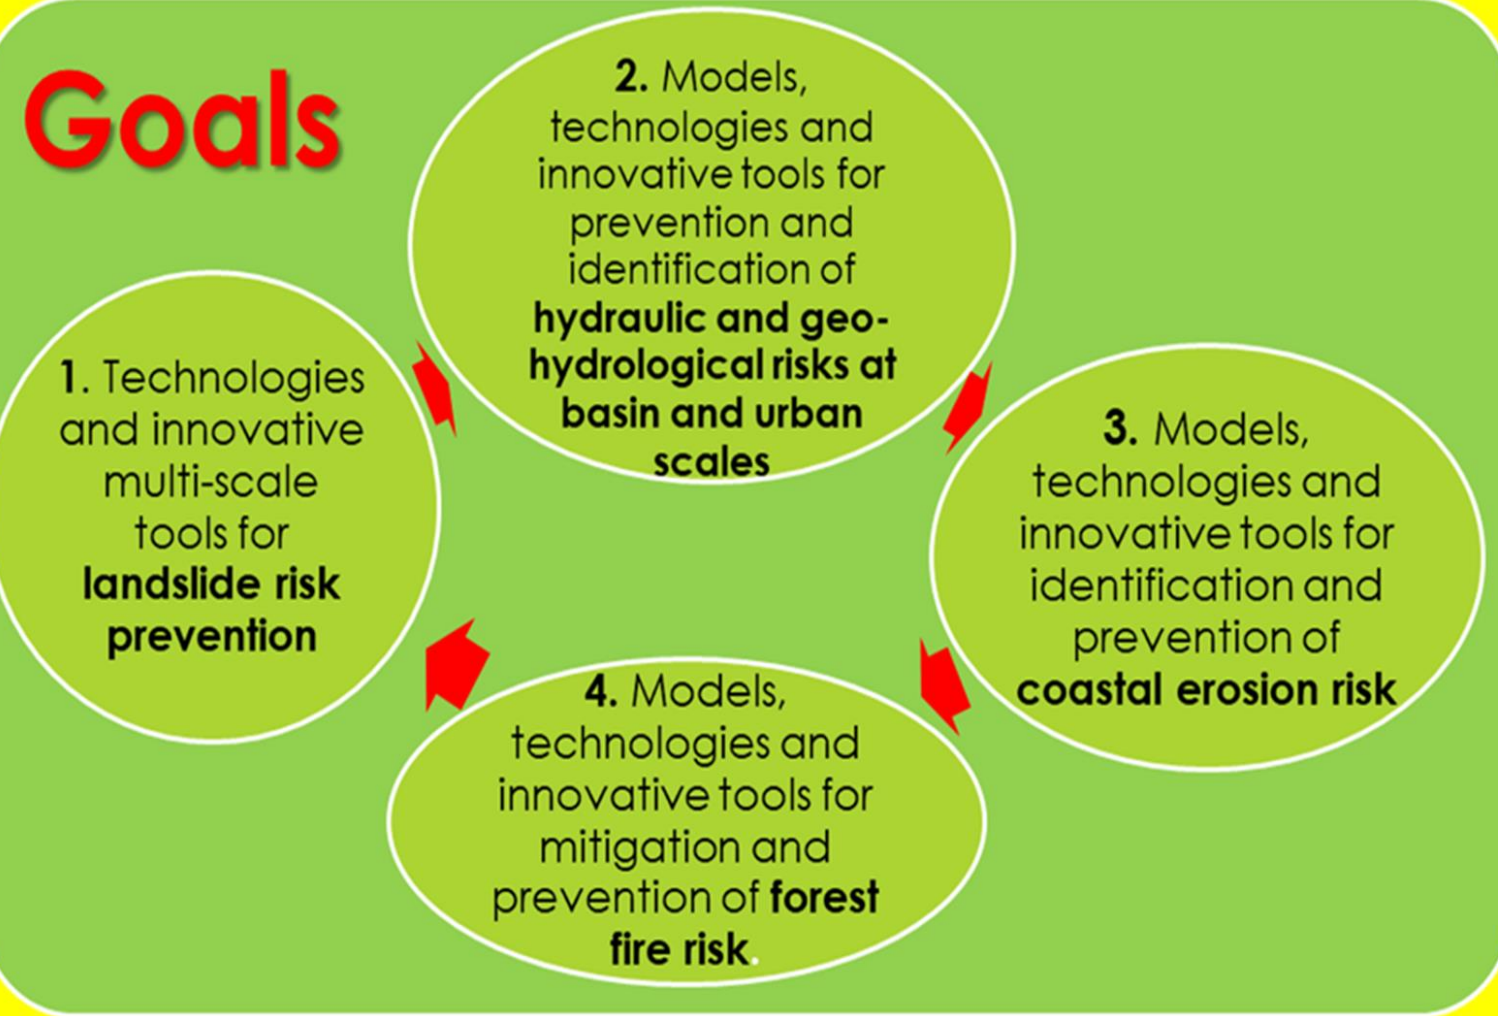 Goals
1. Technologies
and innovative
multi-scale
tools for
landslide risk
prevention
2. Models,
technologies and
innovative tools for
prevention and
identification of
hydraulic and geo-
hydrological risks at
basin and urban
scales
3. Models,
technologies and
innovative tools for
identification and
prevention of
coastal erosion risk
4. Models,
technologies and
innovative tools for
mitigation and
prevention of forest
fire risk.